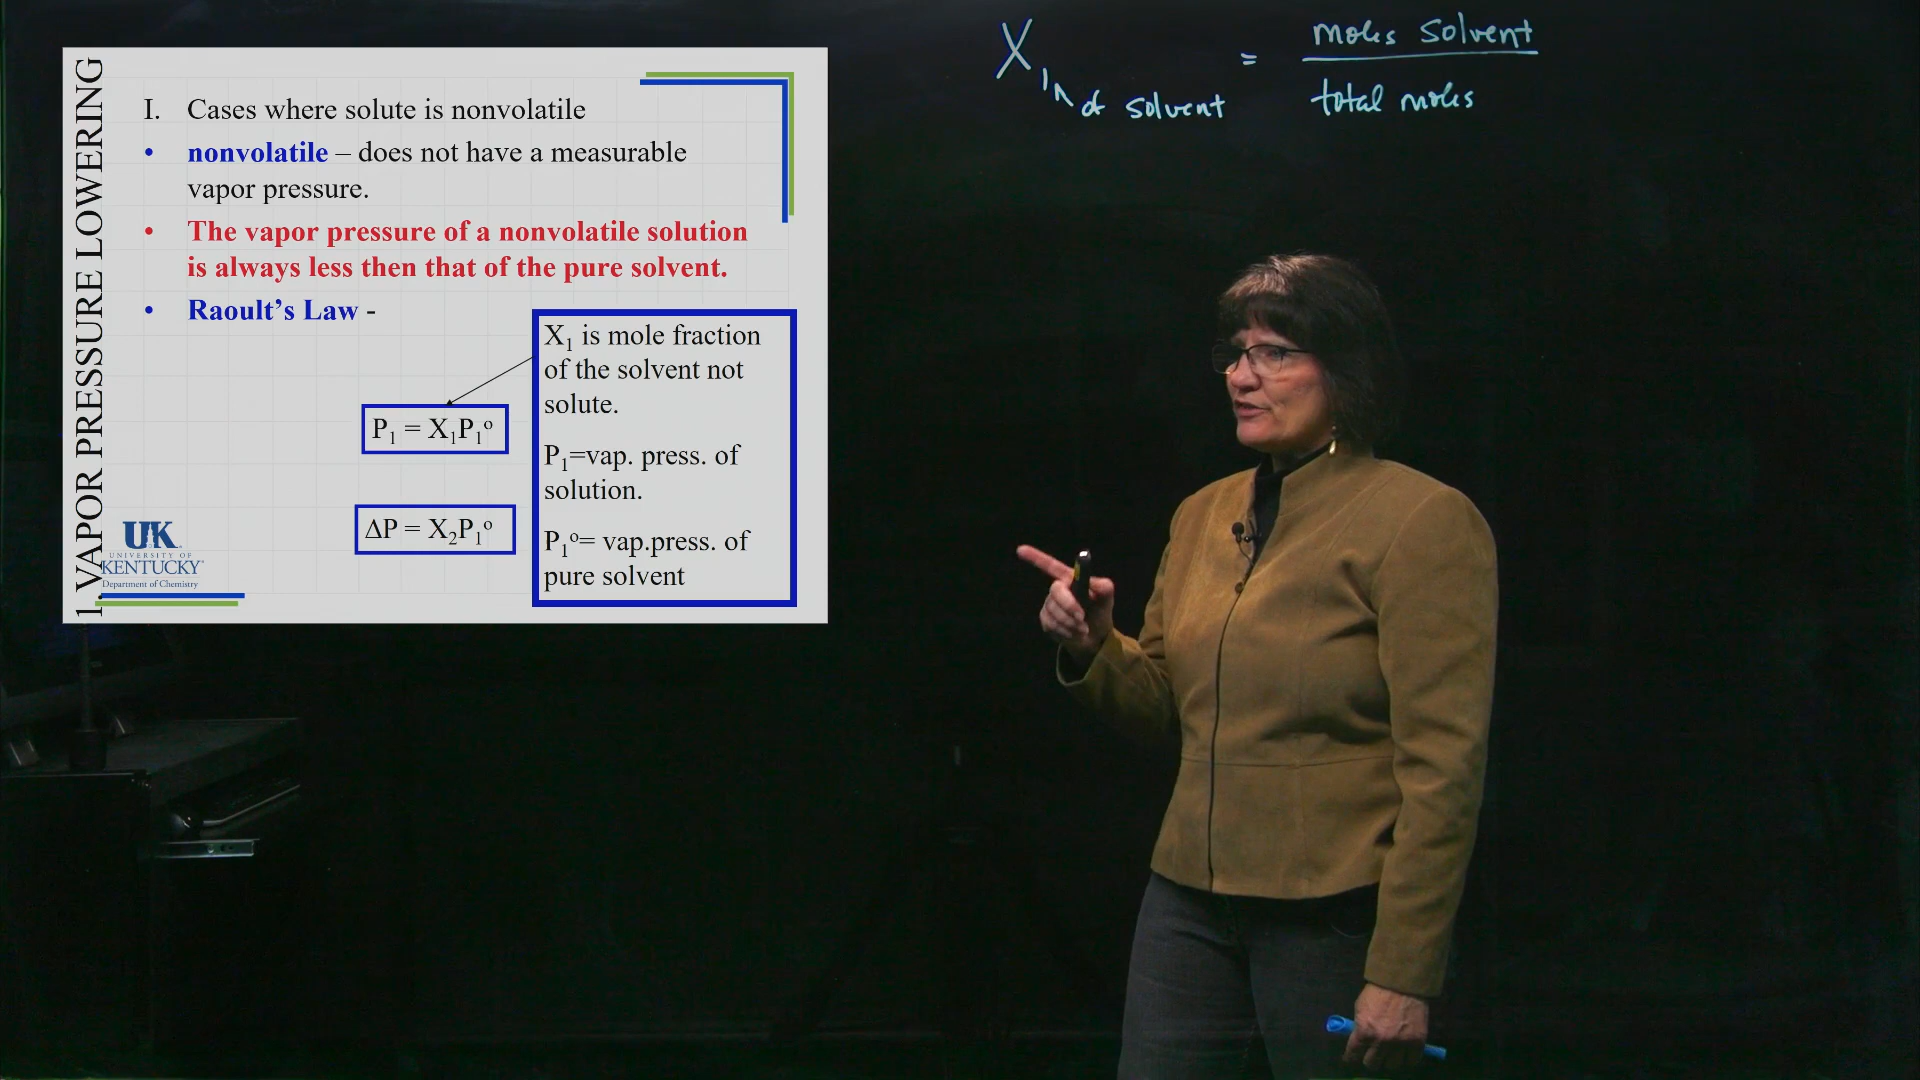 1 VAPOR PRESSURE LOWERING
I. Cases where solute is nonvolatile
• nonvolatile – does not have a measurable
vapor pressure.
• The vapor pressure of a nonvolatile solution
is always less then that of the pure solvent.
• Raoult’s Law -
X₁ is mole fraction
of the solvent not
solute.
P₁ = X₁P₁º
P₁=vap. press. of
solution.
ΔP = X₂P₁º
P₁º= vap.press. of
pure solvent
UK
UNIVERSITY OF
KENTUCKY®
Department of Chemistry
X₁ of solvent = moles solvent
total moles